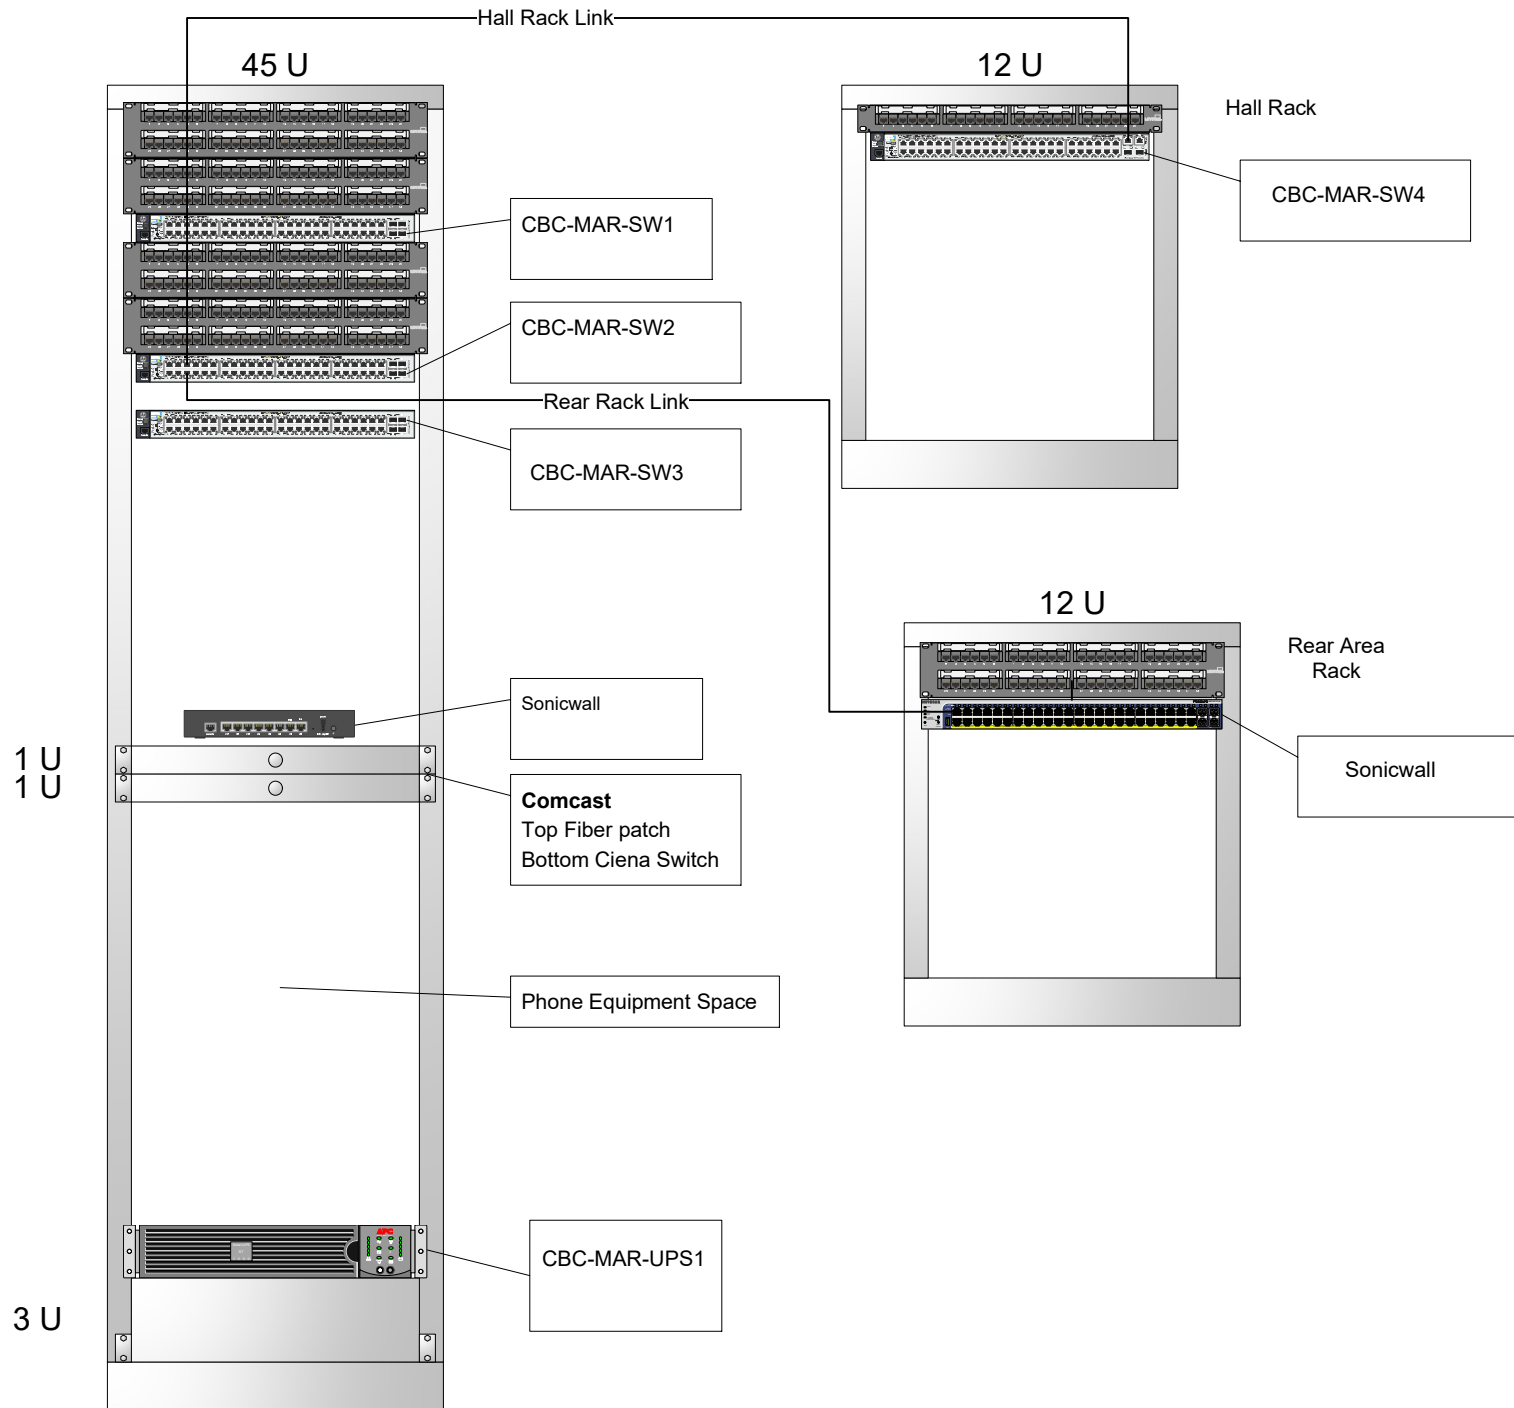 Hall Rack Link
45 U
12 U
Hall Rack
CBC-MAR-SW4
CBC-MAR-SW1
CBC-MAR-SW2
Rear Rack Link
CBC-MAR-SW3
12 U
Rear Area
Rack
Sonicwall
Sonicwall
1 U
1 U
Comcast
Top Fiber patch
Bottom Ciena Switch
Phone Equipment Space
APC
CBC-MAR-UPS1
3 U